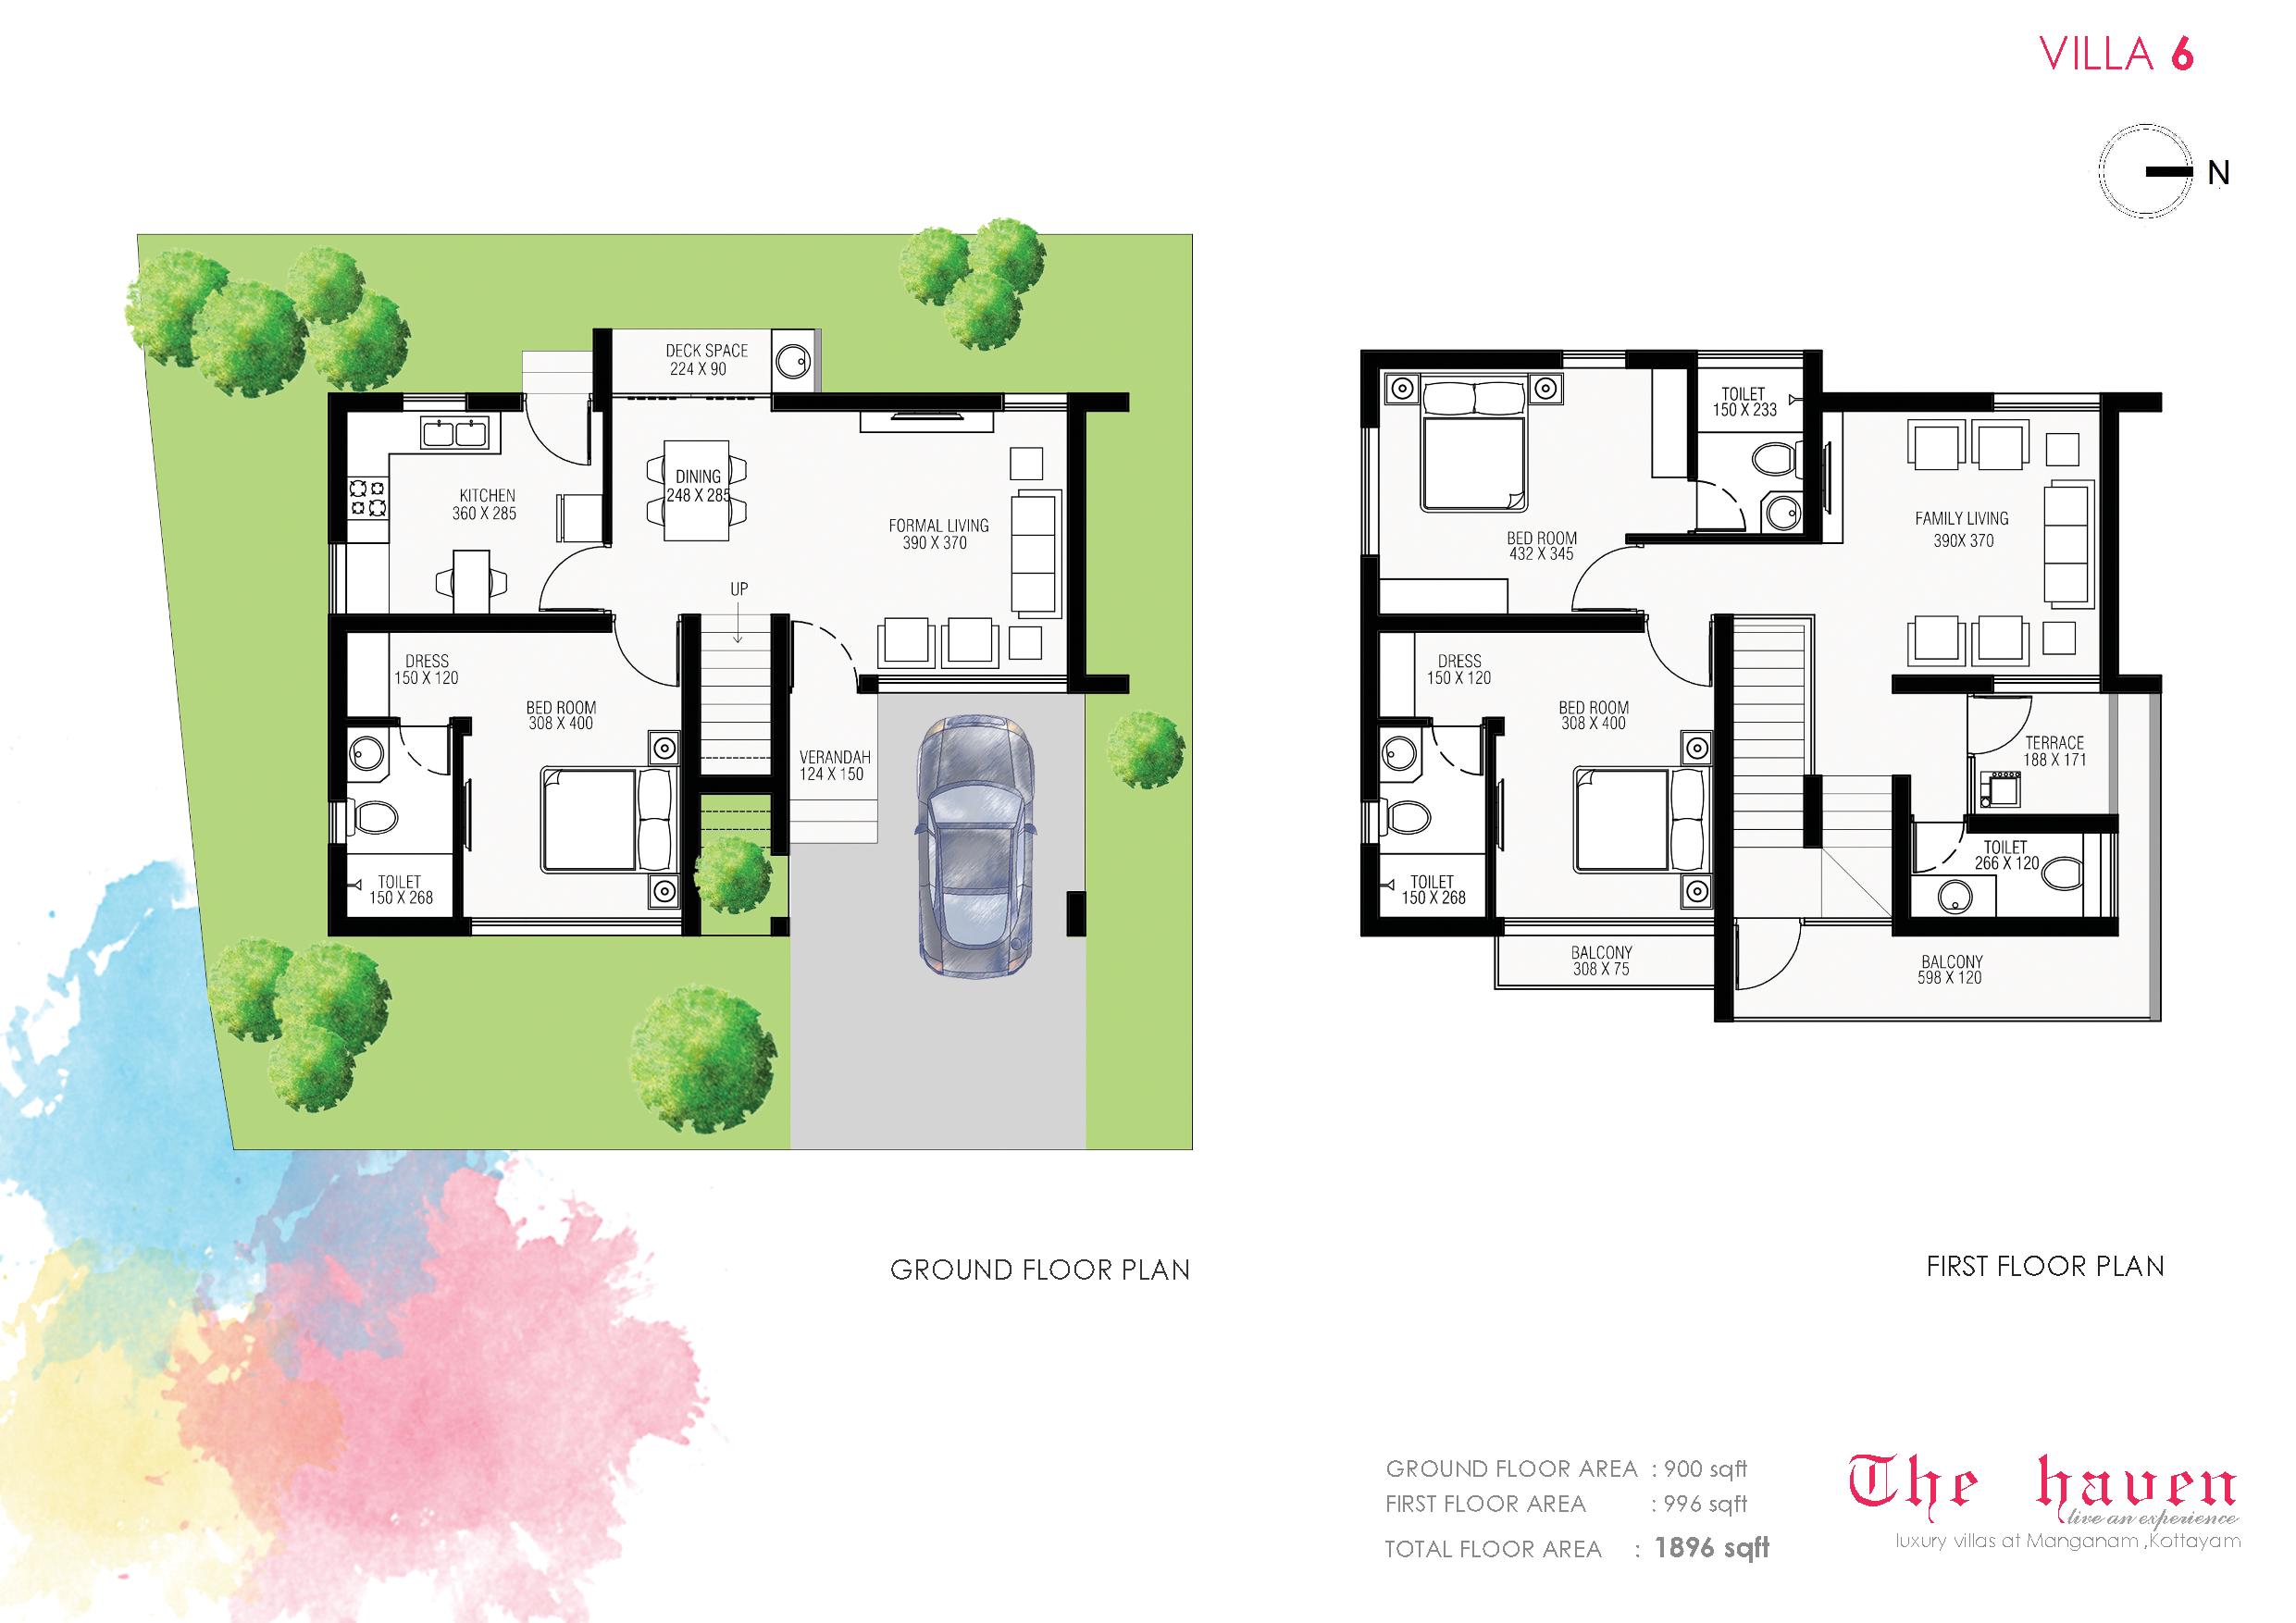 VILLA 6
N
DECK SPACE
224 X 90
DINING
248 X 285
KITCHEN
360 X 285
FORMAL LIVING
390 X 370
UP
DRESS
150 X 120
BED ROOM
308 X 400
VERANDAH
124 X 150
TOILET
150 X 268
GROUND FLOOR PLAN
TOILET
150 X 233
BED ROOM
432 X 345
FAMILY LIVING
390X 370
DRESS
150 X 120
BED ROOM
308 X 400
TERRACE
188 X 171
TOILET
266 X 120
TOILET
150 X 268
BALCONY
308 X 75
BALCONY
598 X 120
FIRST FLOOR PLAN
GROUND FLOOR AREA : 900 sqft
FIRST FLOOR AREA : 996 sqft
TOTAL FLOOR AREA : 1896 sqft
The haven
live an experience
luxury villas at Manganam ,Kottayam